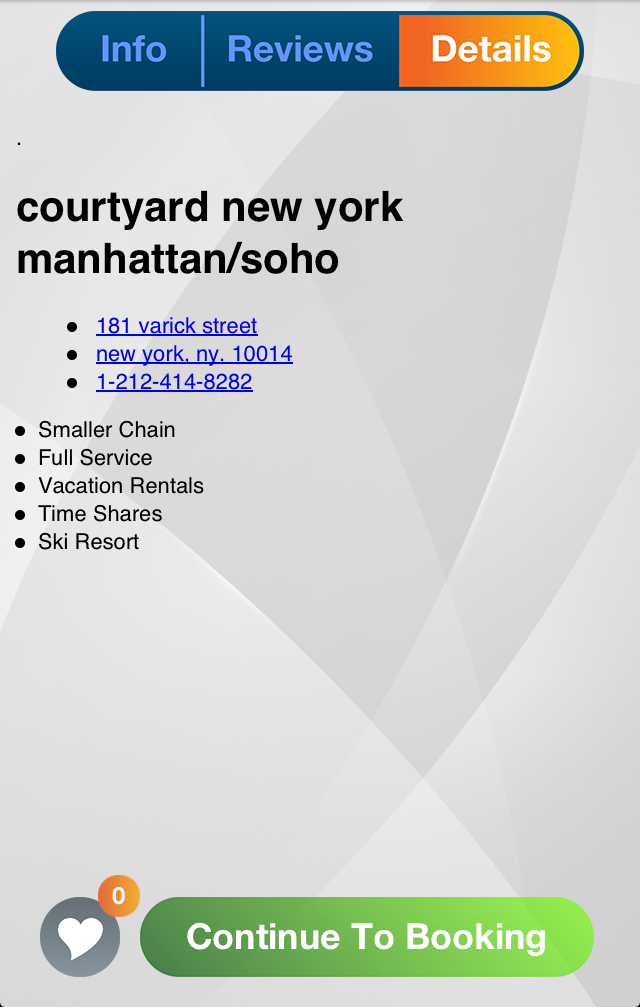 Info Reviews Details
.
courtyard new york
manhattan/soho
181 varick street
new york, ny. 10014
1-212-414-8282
Smaller Chain
Full Service
Vacation Rentals
Time Shares
Ski Resort
0
Continue To Booking